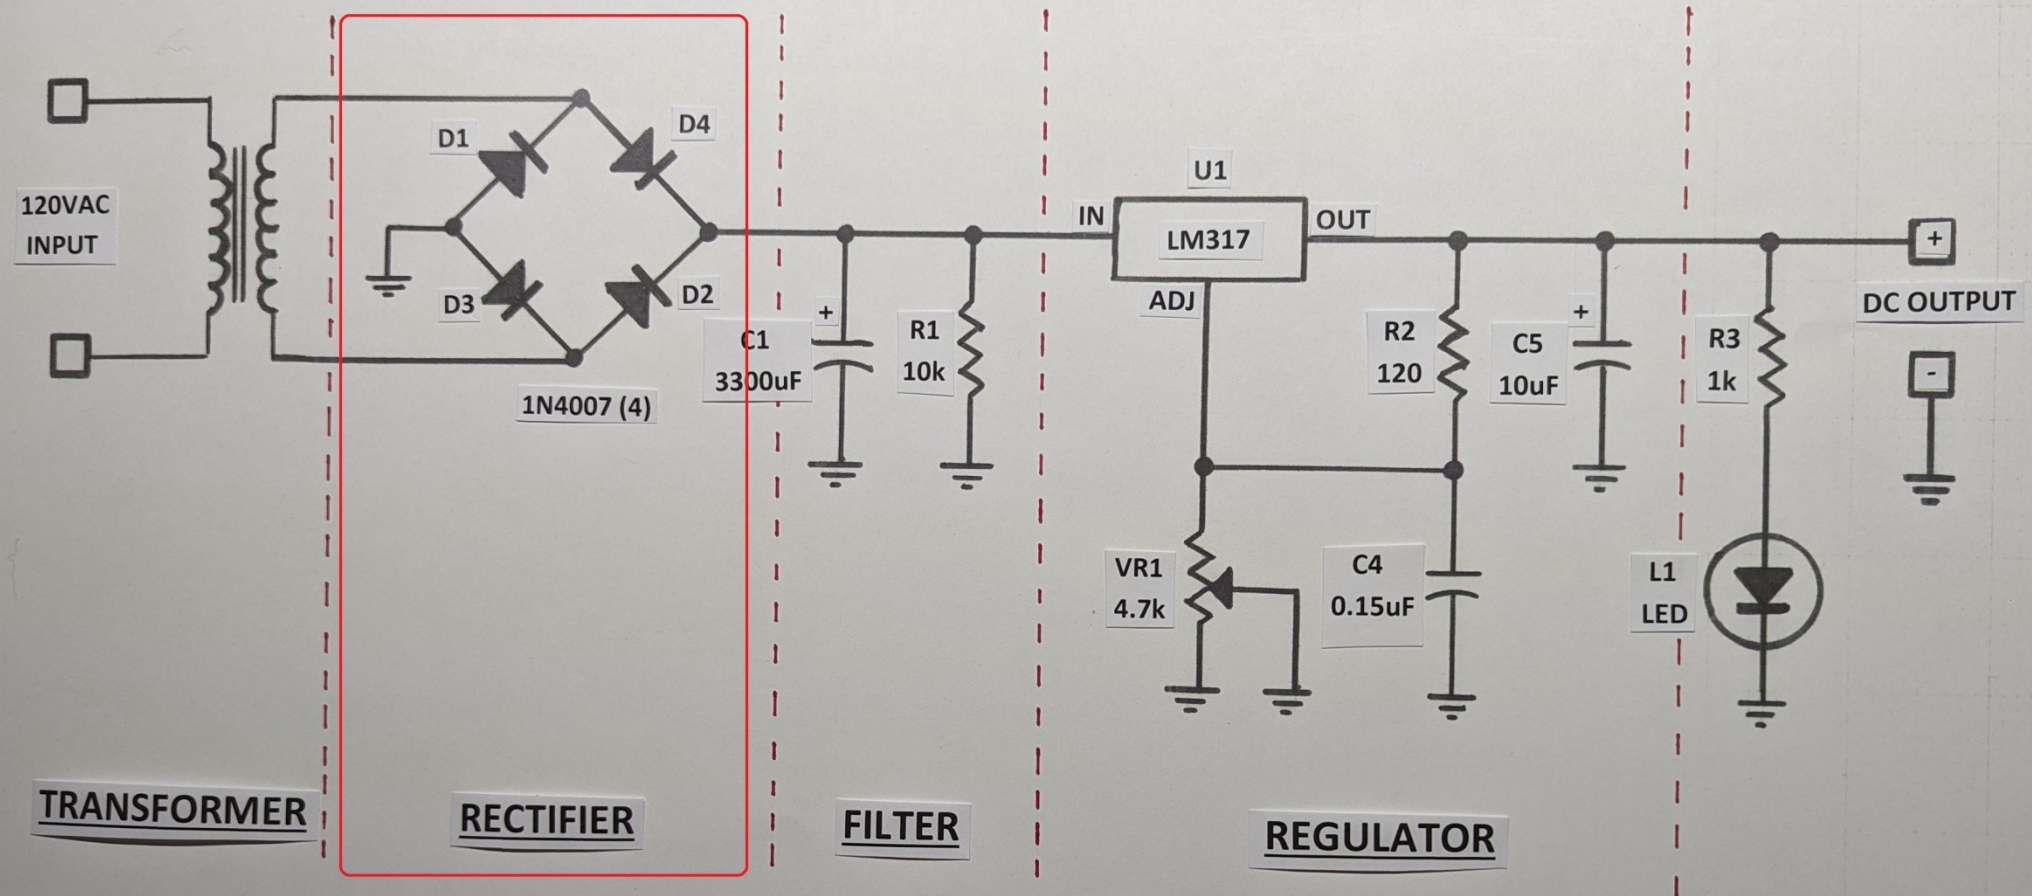 120VAC
INPUT
D1
D4
D3
D2
1N4007 (4)
+
C1
3300uF
R1
10k
U1
IN
LM317
OUT
ADJ
R2
120
+
C5
10uF
VR1
4.7k
C4
0.15uF
R3
1k
L1
LED
+
DC OUTPUT
-
TRANSFORMER
RECTIFIER
FILTER
REGULATOR